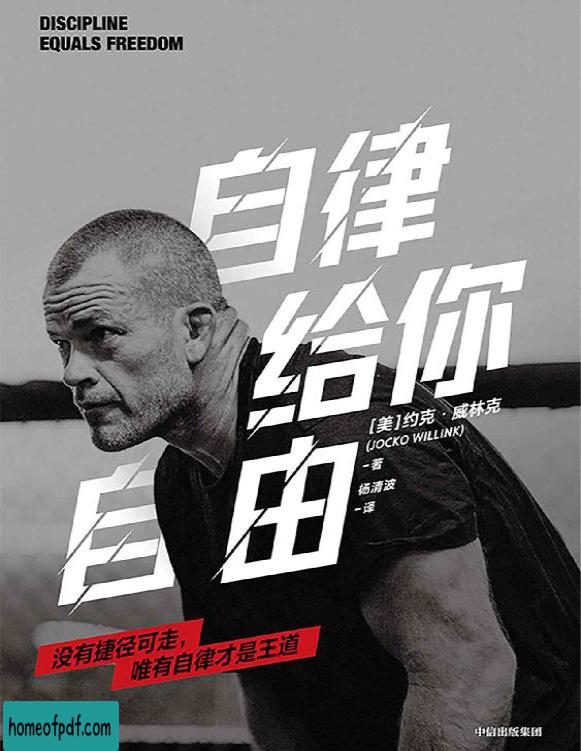 DISCIPLINE
EQUALS FREEDOM
自律
给你
自由
[美]约克·威林克
(JOCKO WILLINK)
-著
杨清波
-译
没有捷径可走,
唯有自律才是王道
homeofpdf.com
中信出版集团